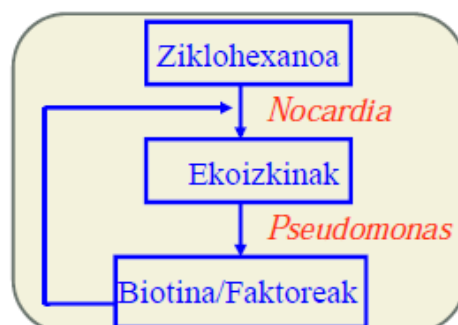 Ziklohexanoa
Nocardia
Ekoizkinak
Pseudomonas
Biotina/Faktoreak